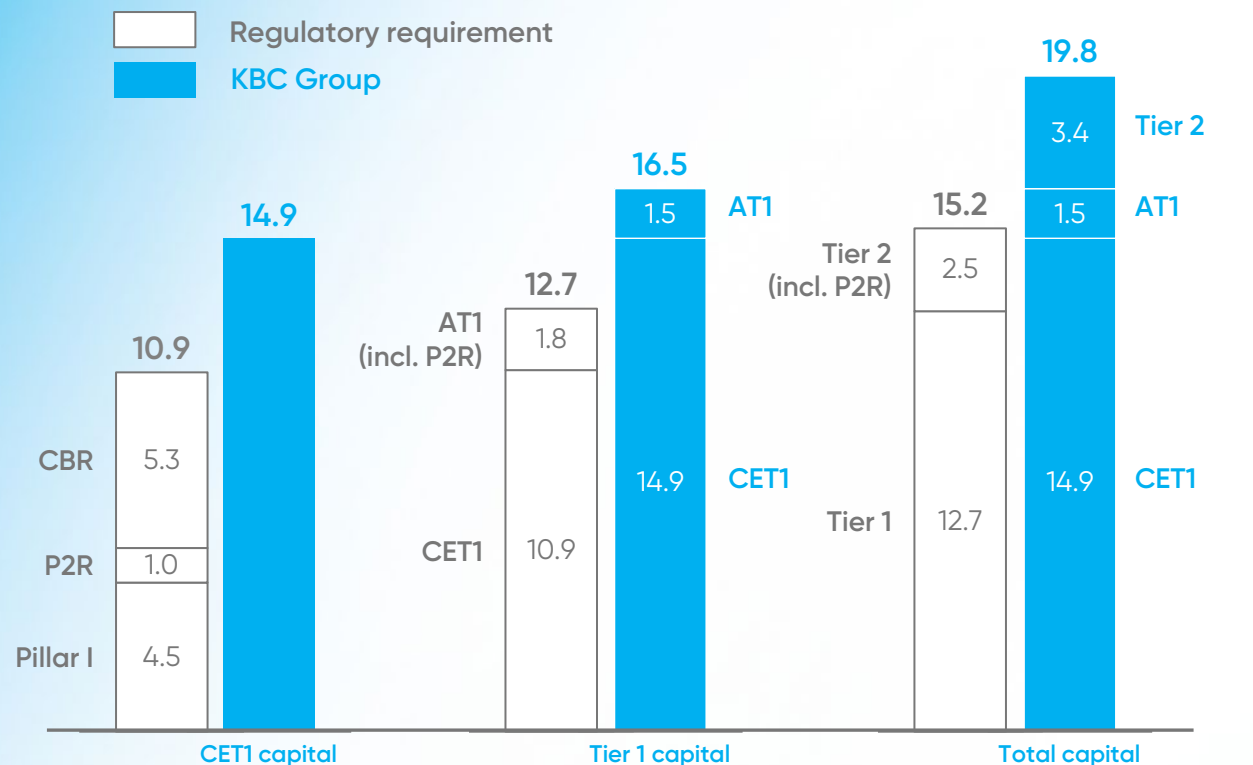 Regulatory requirement
KBC Group
10.9
14.9
CBR
5.3
P2R
1.0
Pillar I
4.5
CET1 capital
12.7
16.5
AT1
(incl. P2R)
1.8
1.5
AT1
CET1
10.9
14.9
CET1
Tier 1 capital
15.2
19.8
Tier 2
(incl. P2R)
2.5
3.4
Tier 2
1.5
AT1
Tier 1
12.7
14.9
CET1
Total capital